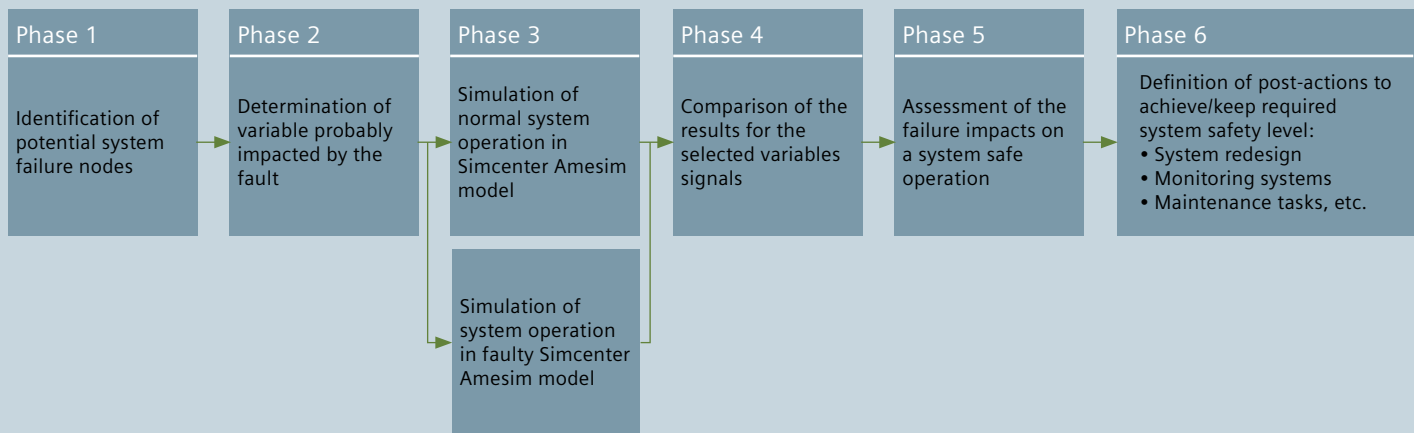 Phase 1
Identification of
potential system
failure nodes
Phase 2
Determination of
variable probably
impacted by the
fault
Phase 3
Simulation of
normal system
operation in
Simcenter Amesim
model
Simulation of
system operation
in faulty Simcenter
Amesim model
Phase 4
Comparison of the
results for the
selected variables
signals
Phase 5
Assessment of the
failure impacts on
a system safe
operation
Phase 6
Definition of post-actions to
achieve/keep required
system safety level:
• System redesign
• Monitoring systems
• Maintenance tasks, etc.